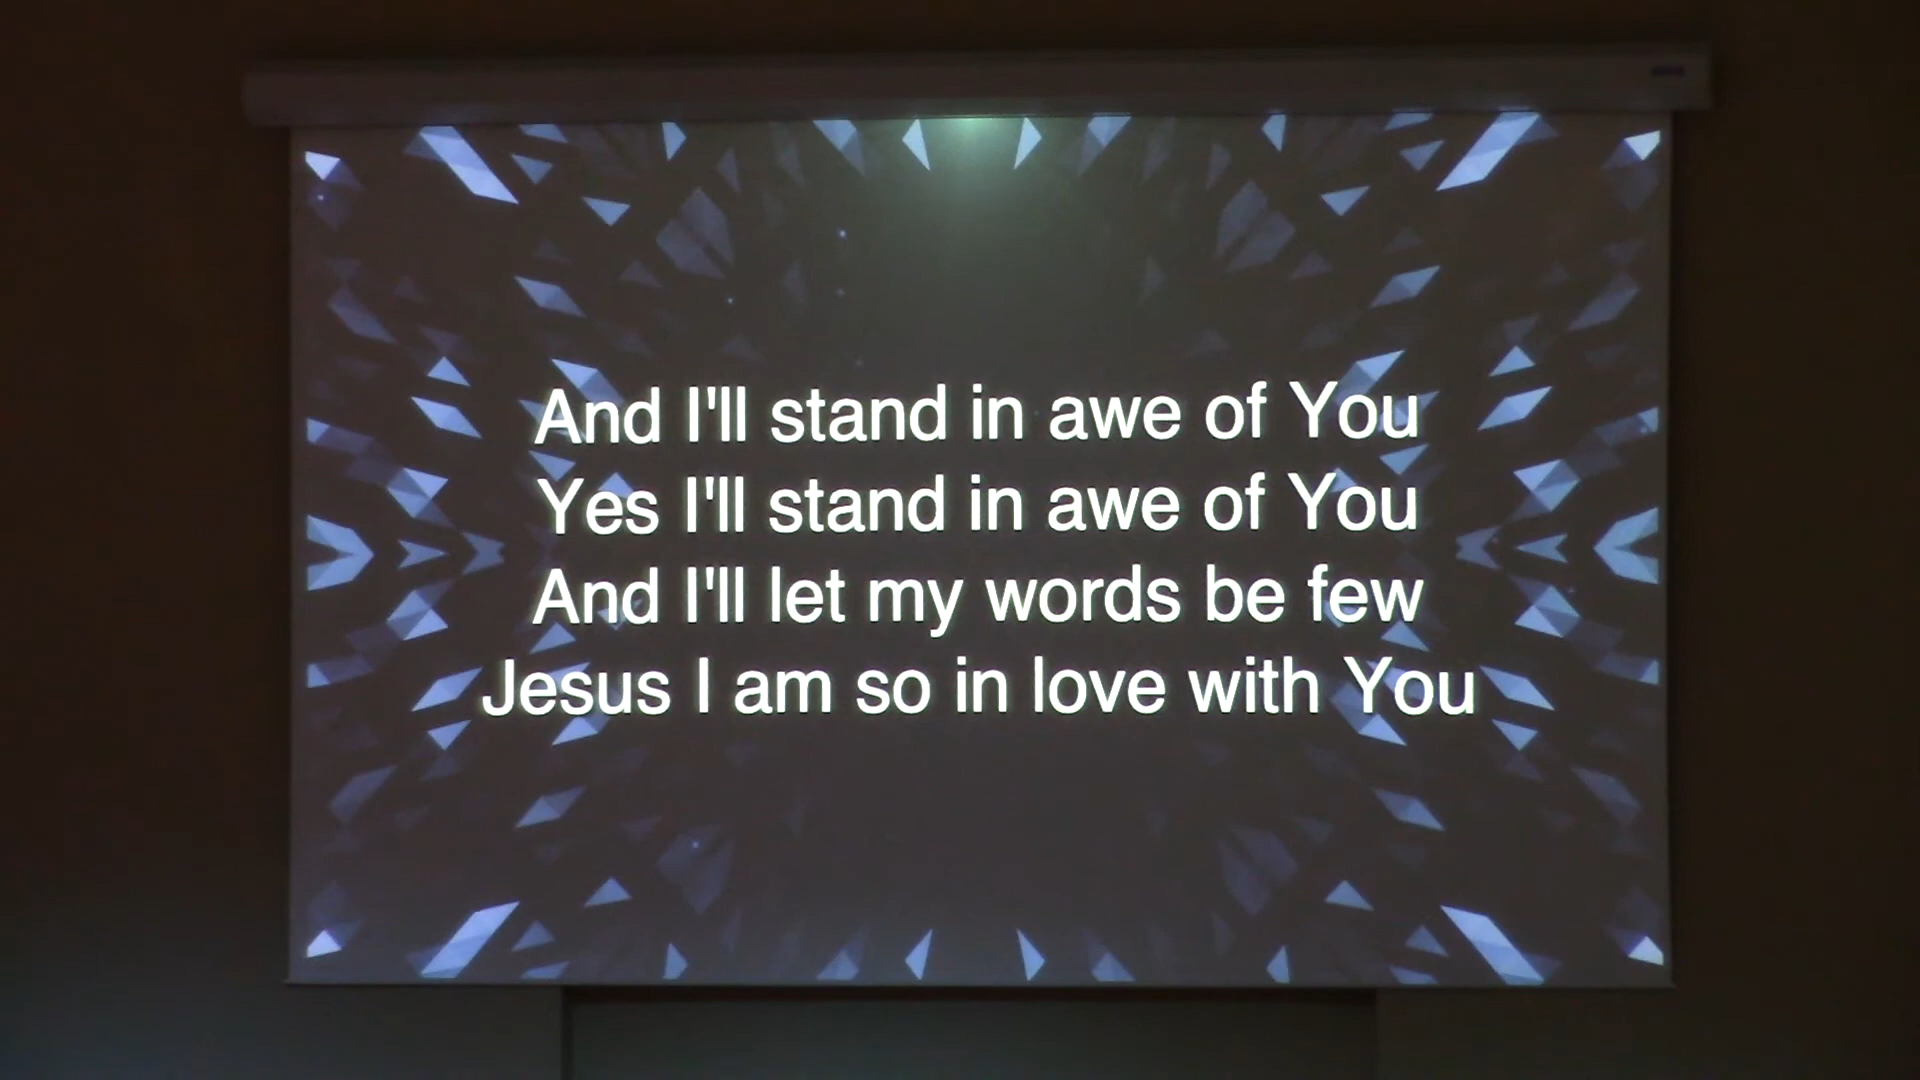 And I'll stand in awe of You
Yes I'll stand in awe of You
And I'll let my words be few
Jesus I am so in love with You